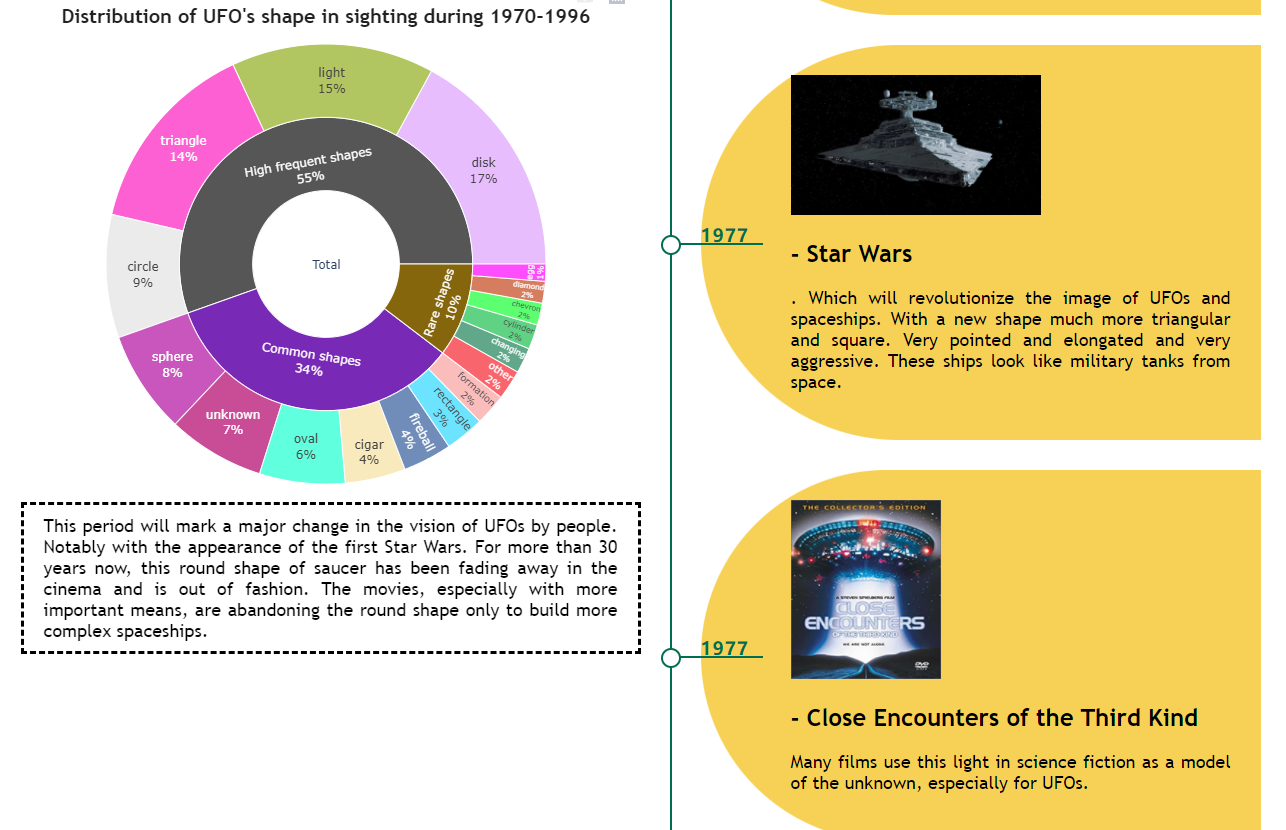 Distribution of UFO's shape in sighting during 1970-1996
light
15%
disk
17%
triangle
14%
High frequent shapes
55%
circle
9%
Total
egg
1%
diamond
2%
chevron
2%
cylinder
2%
changing
2%
other
2%
formation
2%
Rare shapes
10%
Common shapes
34%
sphere
8%
unknown
7%
oval
6%
cigar
4%
fireball
4%
rectangle
3%
This period will mark a major change in the vision of UFOs by people.
Notably with the appearance of the first Star Wars. For more than 30
years now, this round shape of saucer has been fading away in the
cinema and is out of fashion. The movies, especially with more
important means, are abandoning the round shape only to build more
complex spaceships.
1977
- Star Wars
. Which will revolutionize the image of UFOs and
spaceships. With a new shape much more triangular
and square. Very pointed and elongated and very
aggressive. These ships look like military tanks from
space.
1977
THE COLLECTOR'S EDITION
A STEVEN SPIELBERG FILM
CLOSE
ENCOUNTERS
OF THE THIRD KIND
WE ARE NOT ALONE
DVD
- Close Encounters of the Third Kind
Many films use this light in science fiction as a model
of the unknown, especially for UFOs.